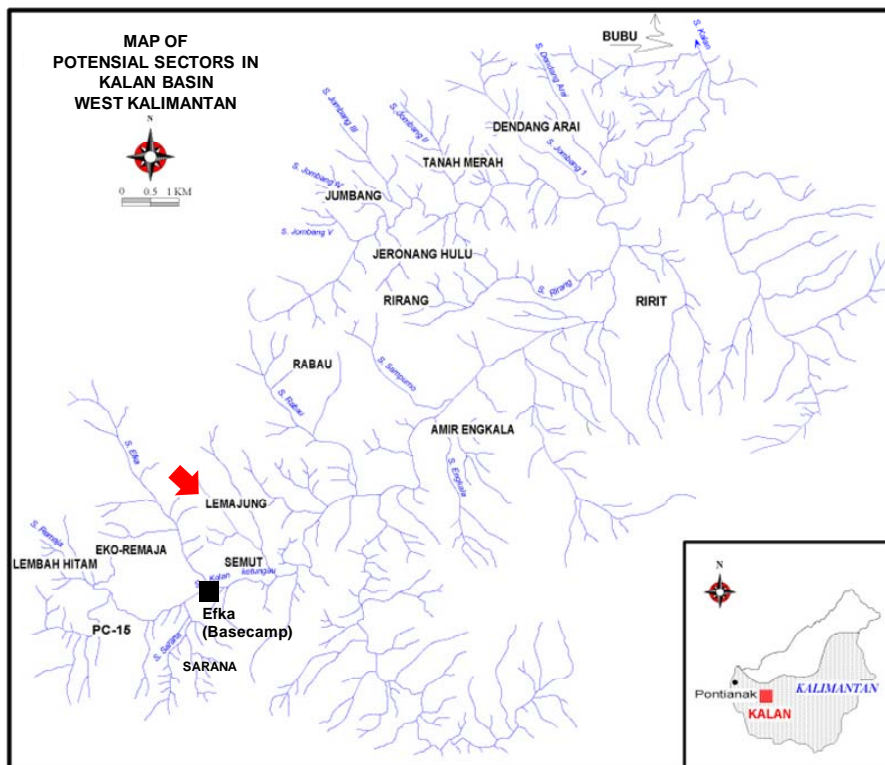 MAP OF
POTENSIAL SECTORS IN
KALAN BASIN
WEST KALIMANTAN
N
0 0.5 1 KM
BUBU
S. Kalan
S. Dendang Arai
DENDANG ARAI
S. Jombang III
S. Jombang II
TANAH MERAH
S. Jombang 1
S. Jombang IV
JUMBANG
S. Jombang V
JERONANG HULU
S. Rirang
RIRANG
RIRIT
RABAU
S. Sampurno
S. Rabau
AMIR ENGKALA
S. Efka
S. Engkala
LEMAJUNG
S. Remaja
EKO-REMAJA
LEMBAH HITAM
SEMUT
S. Kalan ketungau
Efka
(Basecamp)
PC-15
S. Sarana
SARANA
N
Pontianak
KALIMANTAN
KALAN